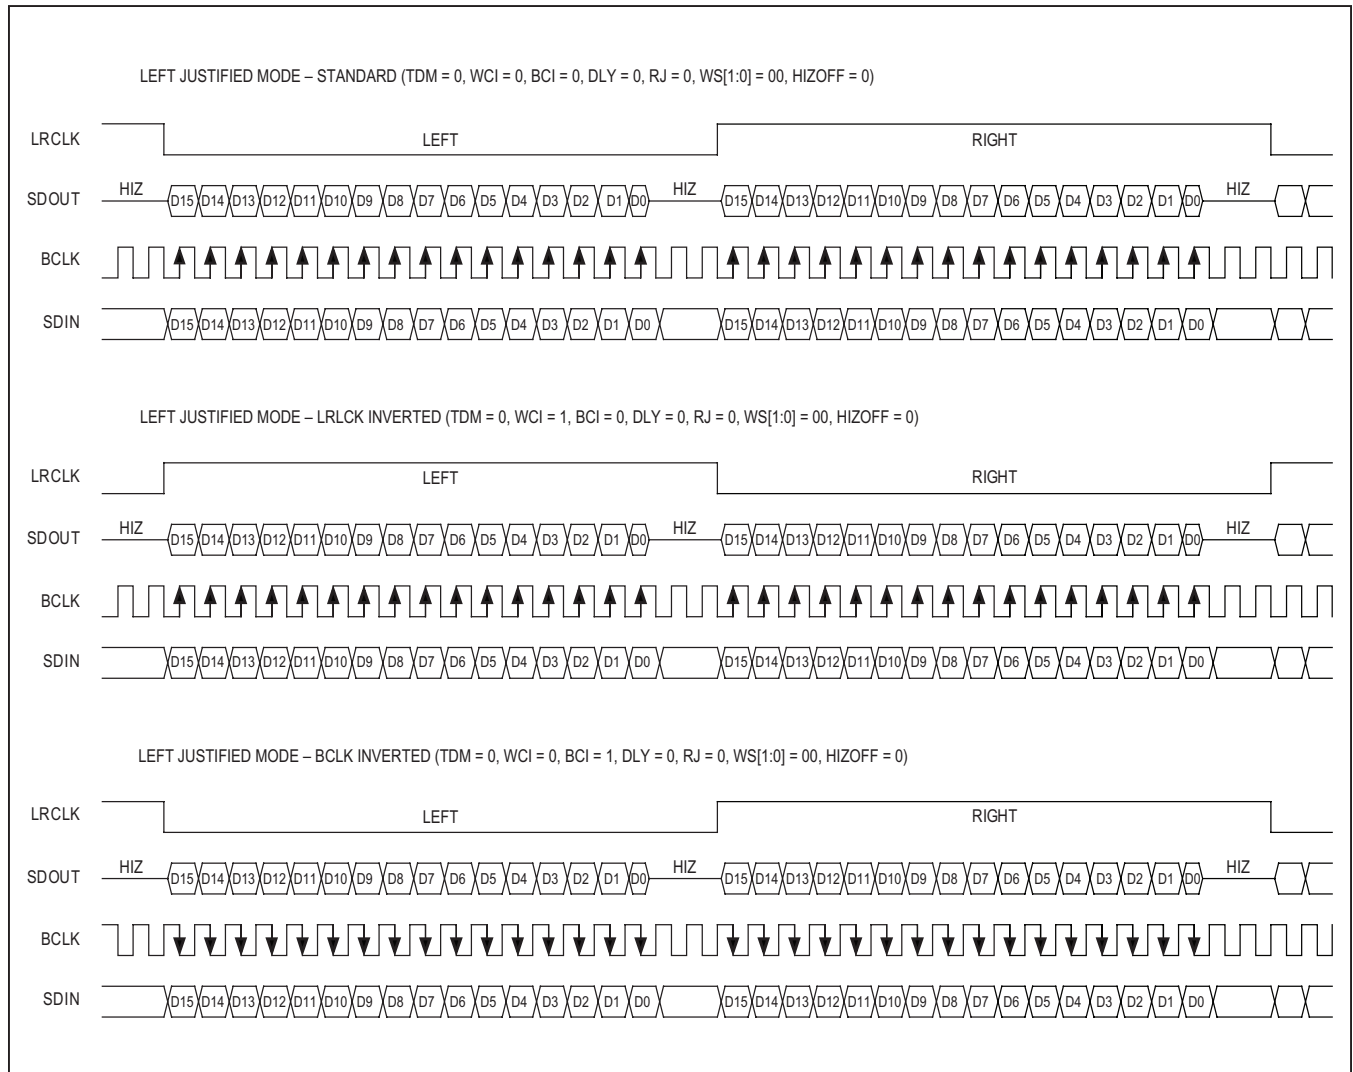 LEFT JUSTIFIED MODE – STANDARD (TDM = 0, WCI = 0, BCI = 0, DLY = 0, RJ = 0, WS[1:0] = 00, HIZOFF = 0)
LRCLK LEFT RIGHT
SDOUT HIZ D15 D14 D13 D12 D11 D10 D9 D8 D7 D6 D5 D4 D3 D2 D1 D0 HIZ D15 D14 D13 D12 D11 D10 D9 D8 D7 D6 D5 D4 D3 D2 D1 D0 HIZ
BCLK
SDIN D15 D14 D13 D12 D11 D10 D9 D8 D7 D6 D5 D4 D3 D2 D1 D0 D15 D14 D13 D12 D11 D10 D9 D8 D7 D6 D5 D4 D3 D2 D1 D0
LEFT JUSTIFIED MODE – LRLCK INVERTED (TDM = 0, WCI = 1, BCI = 0, DLY = 0, RJ = 0, WS[1:0] = 00, HIZOFF = 0)
LRCLK LEFT RIGHT
SDOUT HIZ D15 D14 D13 D12 D11 D10 D9 D8 D7 D6 D5 D4 D3 D2 D1 D0 HIZ D15 D14 D13 D12 D11 D10 D9 D8 D7 D6 D5 D4 D3 D2 D1 D0 HIZ
BCLK
SDIN D15 D14 D13 D12 D11 D10 D9 D8 D7 D6 D5 D4 D3 D2 D1 D0 D15 D14 D13 D12 D11 D10 D9 D8 D7 D6 D5 D4 D3 D2 D1 D0
LEFT JUSTIFIED MODE – BCLK INVERTED (TDM = 0, WCI = 0, BCI = 1, DLY = 0, RJ = 0, WS[1:0] = 00, HIZOFF = 0)
LRCLK LEFT RIGHT
SDOUT HIZ D15 D14 D13 D12 D11 D10 D9 D8 D7 D6 D5 D4 D3 D2 D1 D0 HIZ D15 D14 D13 D12 D11 D10 D9 D8 D7 D6 D5 D4 D3 D2 D1 D0 HIZ
BCLK
SDIN D15 D14 D13 D12 D11 D10 D9 D8 D7 D6 D5 D4 D3 D2 D1 D0 D15 D14 D13 D12 D11 D10 D9 D8 D7 D6 D5 D4 D3 D2 D1 D0